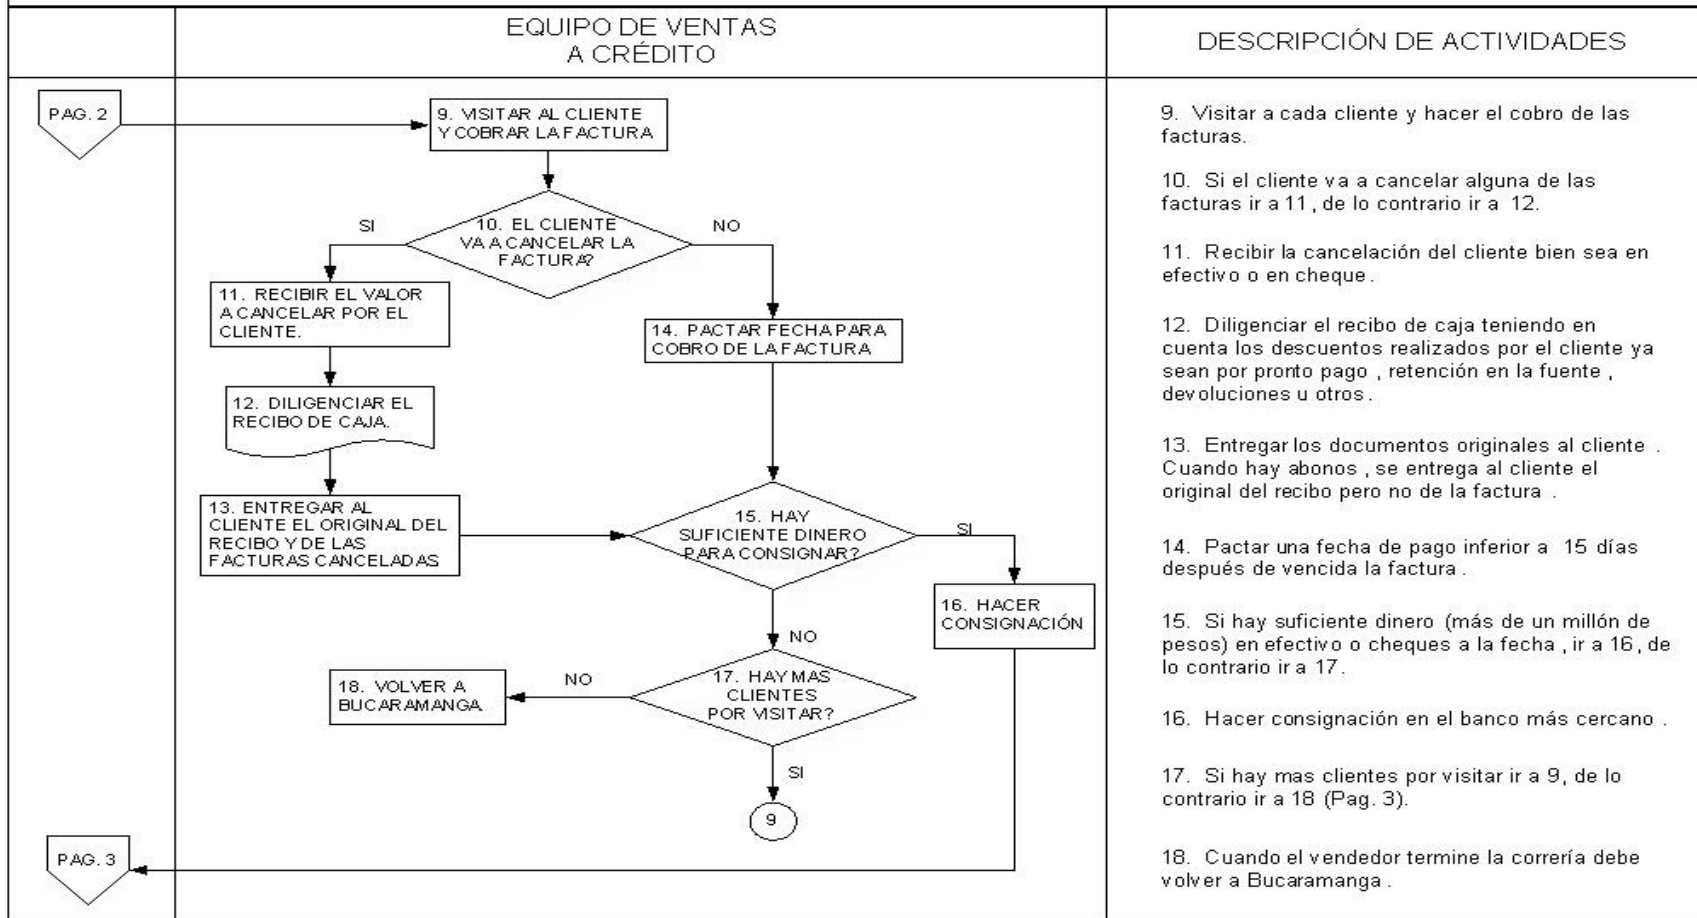 EQUIPO DE VENTAS
A CRÉDITO
DESCRIPCIÓN DE ACTIVIDADES
PAG. 2
9. VISITAR AL CLIENTE
Y COBRAR LA FACTURA
10. EL CLIENTE
VA A CANCELAR LA
FACTURA?
SI
NO
11. RECIBIR EL VALOR
A CANCELAR POR EL
CLIENTE.
14. PACTAR FECHA PARA
COBRO DE LA FACTURA
12. DILIGENCIAR EL
RECIBO DE CAJA.
13. ENTREGAR AL
CLIENTE EL ORIGINAL DEL
RECIBO Y DE LAS
FACTURAS CANCELADAS.
15. HAY
SUFICIENTE DINERO
PARA CONSIGNAR?
SI
16. HACER
CONSIGNACIÓN
NO
17. HAY MAS
CLIENTES
POR VISITAR?
NO
18. VOLVER A
BUCARAMANGA.
SI
9
PAG. 3
9. Visitar a cada cliente y hacer el cobro de las
facturas.
10. Si el cliente va a cancelar alguna de las
facturas ir a 11, de lo contrario ir a 12.
11. Recibir la cancelación del cliente bien sea en
efectivo o en cheque.
12. Diligenciar el recibo de caja teniendo en
cuenta los descuentos realizados por el cliente ya
sean por pronto pago, retención en la fuente,
devoluciones u otros.
13. Entregar los documentos originales al cliente.
Cuando hay abonos, se entrega al cliente el
original del recibo pero no de la factura.
14. Pactar una fecha de pago inferior a 15 días
después de vencida la factura.
15. Si hay suficiente dinero (más de un millón de
pesos) en efectivo o cheques a la fecha, ir a 16, de
lo contrario ir a 17.
16. Hacer consignación en el banco más cercano.
17. Si hay mas clientes por visitar ir a 9, de lo
contrario ir a 18 (Pag. 3).
18. Cuando el vendedor termine la correría debe
volver a Bucaramanga.